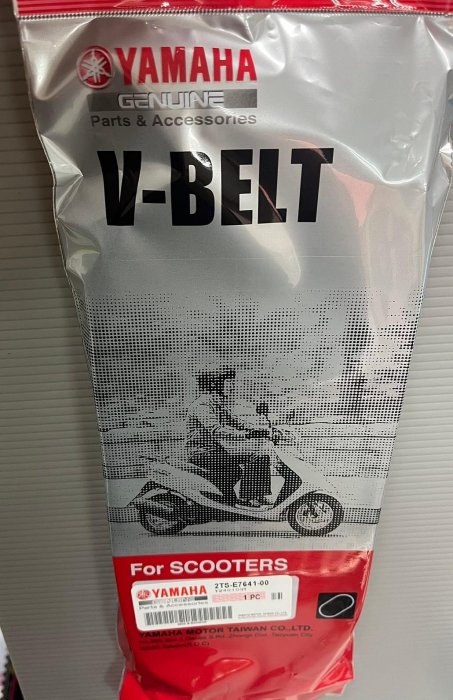 YAMAHA
GENUINE
Parts & Accessories
V-BELT
For SCOOTERS
YAMAHA
GENUINE
Parts & Accessories
2TS-E7641-00
1 PC
YAMAHA MOTOR TAIWAN CO.,LTD.